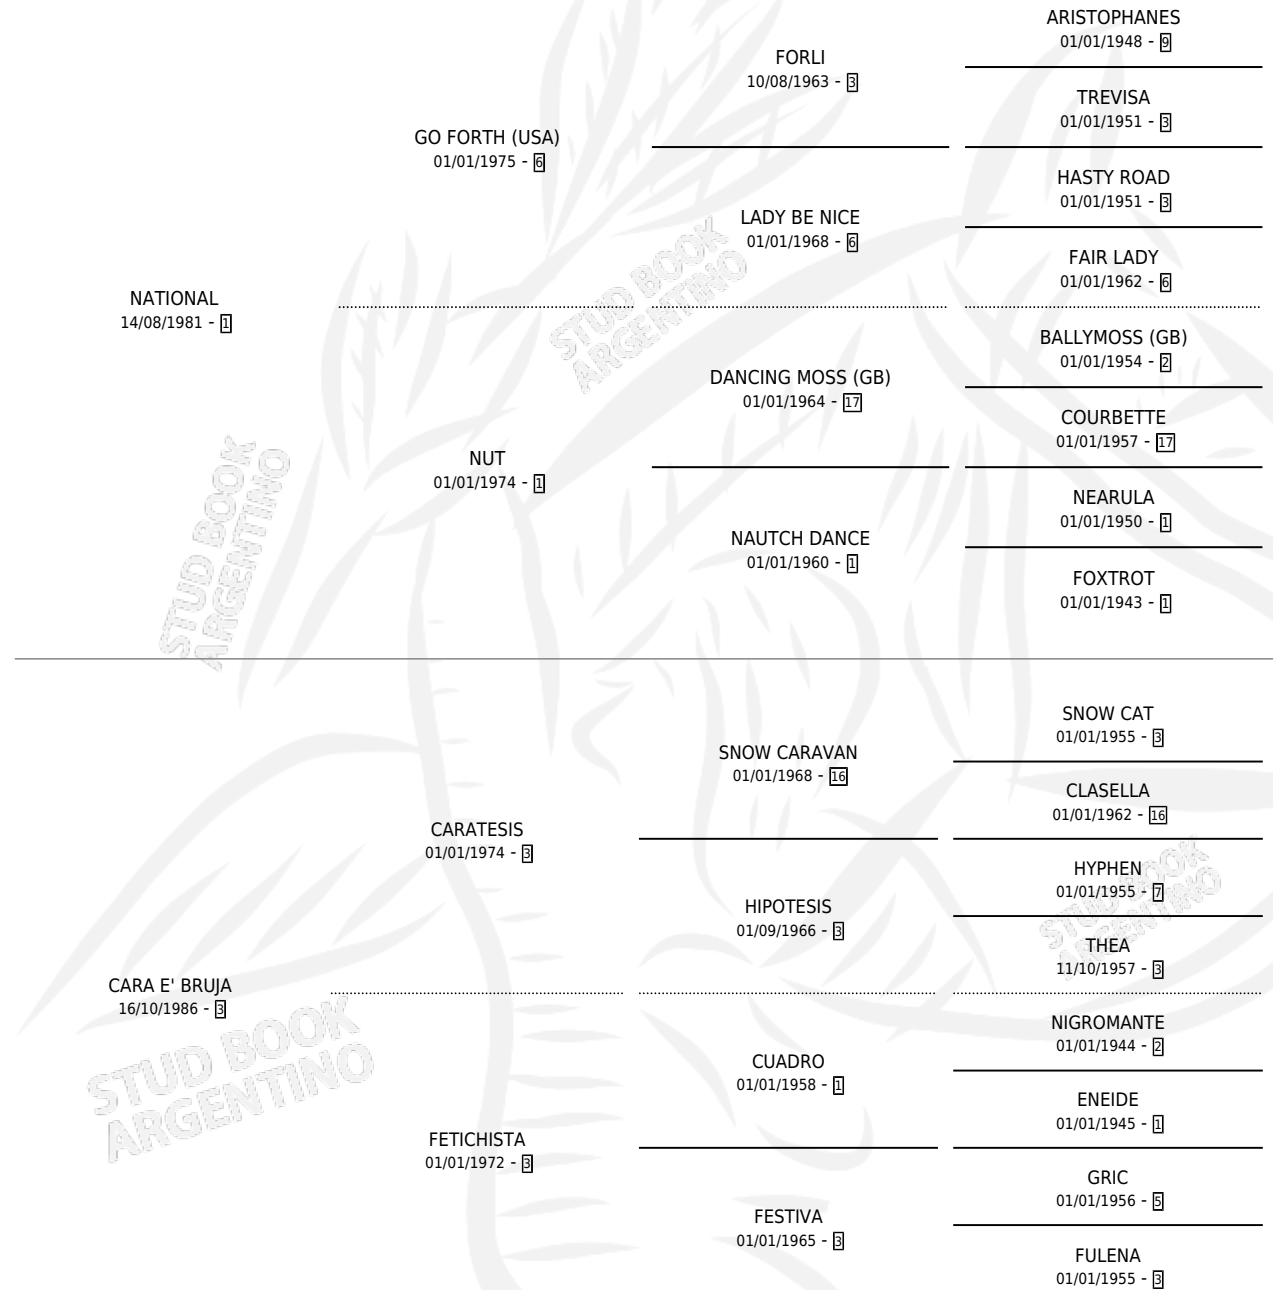 ARISTOPHANES
01/01/1948 - 9
FORLI
10/08/1963 - 3
TREVISA
01/01/1951 - 3
GO FORTH (USA)
01/01/1975 - 6
HASTY ROAD
01/01/1951 - 3
LADY BE NICE
01/01/1968 - 6
FAIR LADY
01/01/1962 - 6
NATIONAL
14/08/1981 - 1
STUD BOOK
ARGENTINO
BALLYMOSS (GB)
01/01/1954 - 2
DANCING MOSS (GB)
01/01/1964 - 17
COURBETTE
01/01/1957 - 17
NUT
01/01/1974 - 1
NEARULA
01/01/1950 - 1
NAUTCH DANCE
01/01/1960 - 1
FOXTROT
01/01/1943 - 1
STUD BOOK
ARGENTINO
SNOW CAT
01/01/1955 - 3
SNOW CARAVAN
01/01/1968 - 16
CLASELLA
01/01/1962 - 16
CARATESIS
01/01/1974 - 3
HYPHEN
01/01/1955 - 7
HIPOTESIS
01/09/1966 - 3
THEA
11/10/1957 - 3
STUD BOOK
ARGENTINO
CARA E' BRUJA
16/10/1986 - 3
NIGROMANTE
01/01/1944 - 2
CUADRO
01/01/1958 - 1
ENEIDE
01/01/1945 - 1
STUD BOOK
ARGENTINO
FETICHISTA
01/01/1972 - 3
GRIC
01/01/1956 - 5
FESTIVA
01/01/1965 - 3
FULENA
01/01/1955 - 3